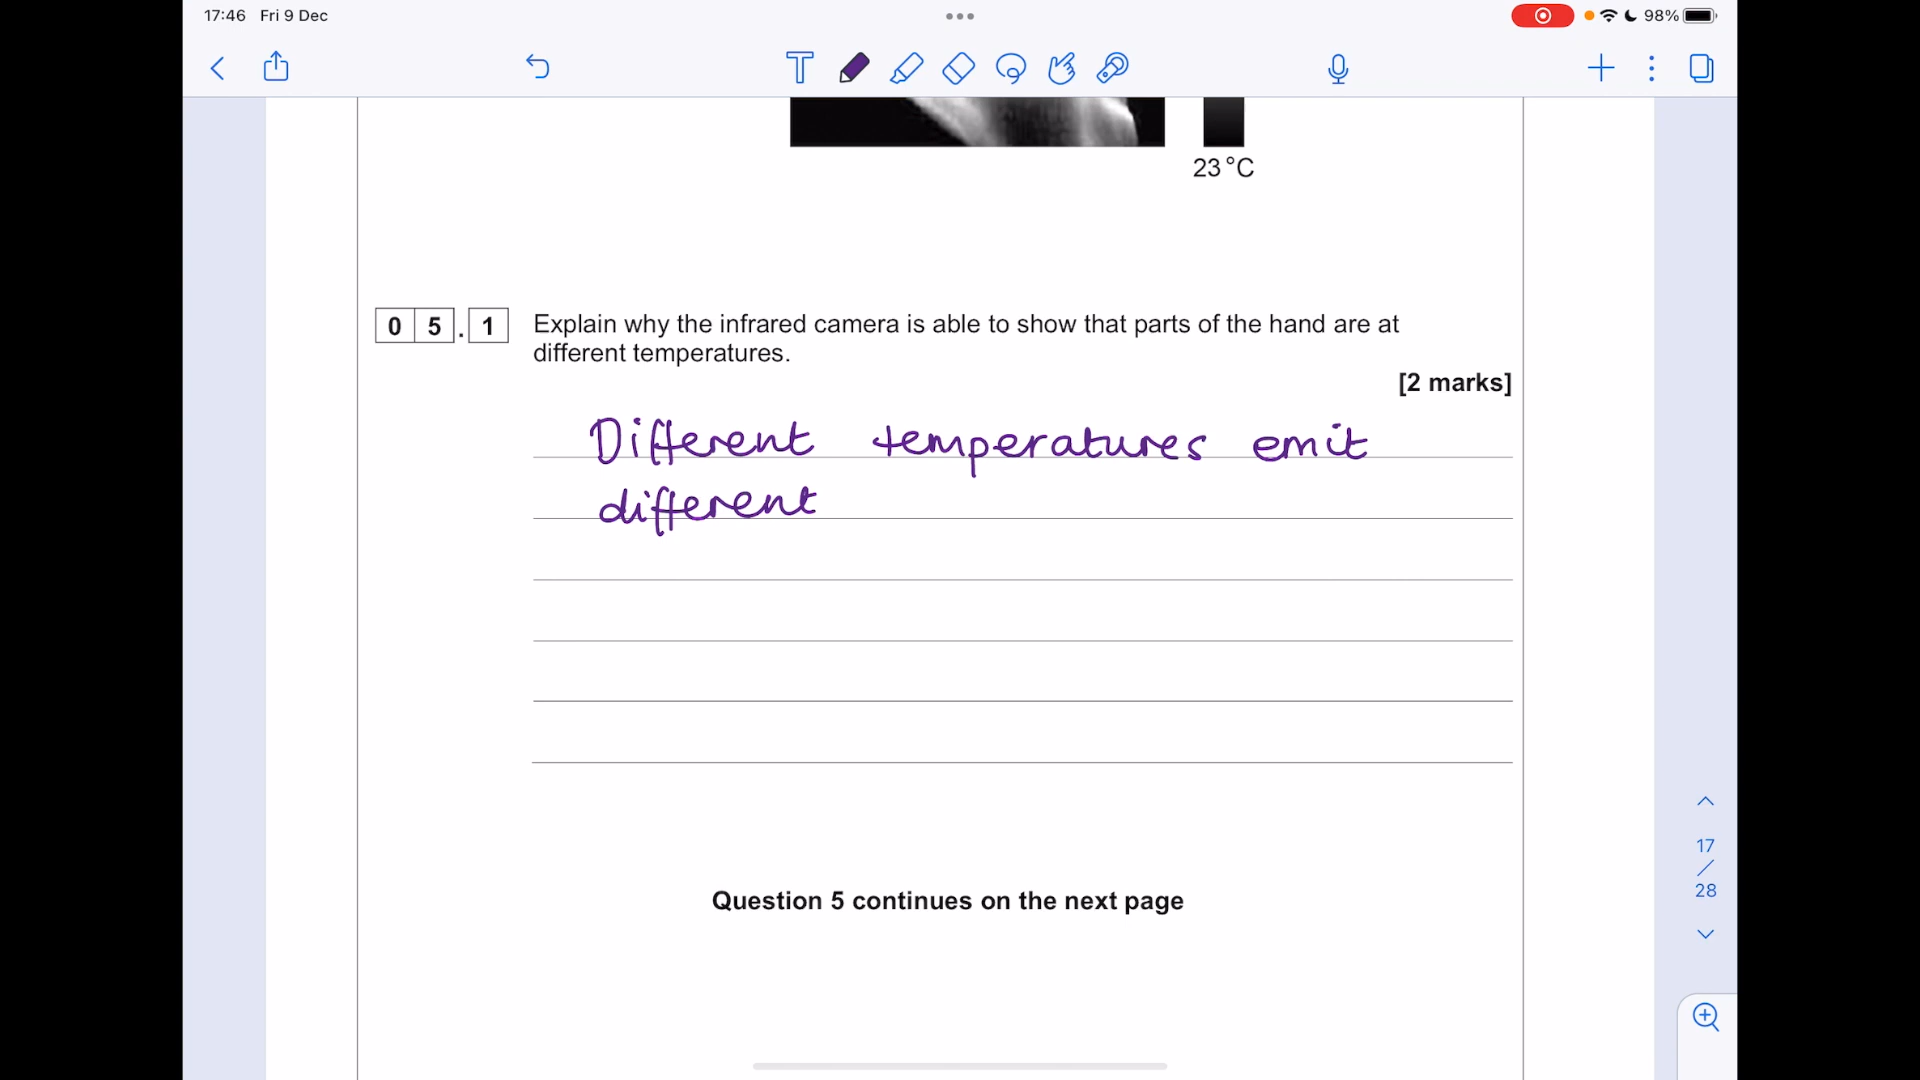 17:46 Fri 9 Dec
98%
23 °C
0 5 . 1 Explain why the infrared camera is able to show that parts of the hand are at
different temperatures.
[2 marks]
Different temperatures emit
different
17
/
28
Question 5 continues on the next page